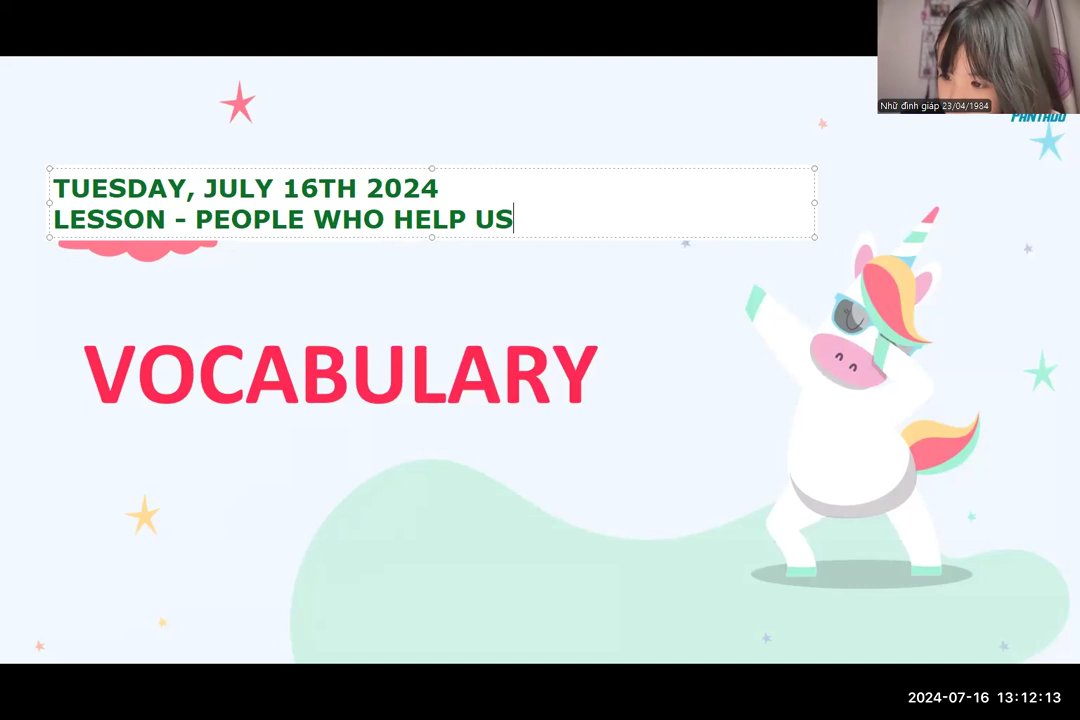 Nhữ đình giáp 23/04/1984
PANTADO
TUESDAY, JULY 16TH 2024
LESSON - PEOPLE WHO HELP US
VOCABULARY
2024-07-16 13:12:13